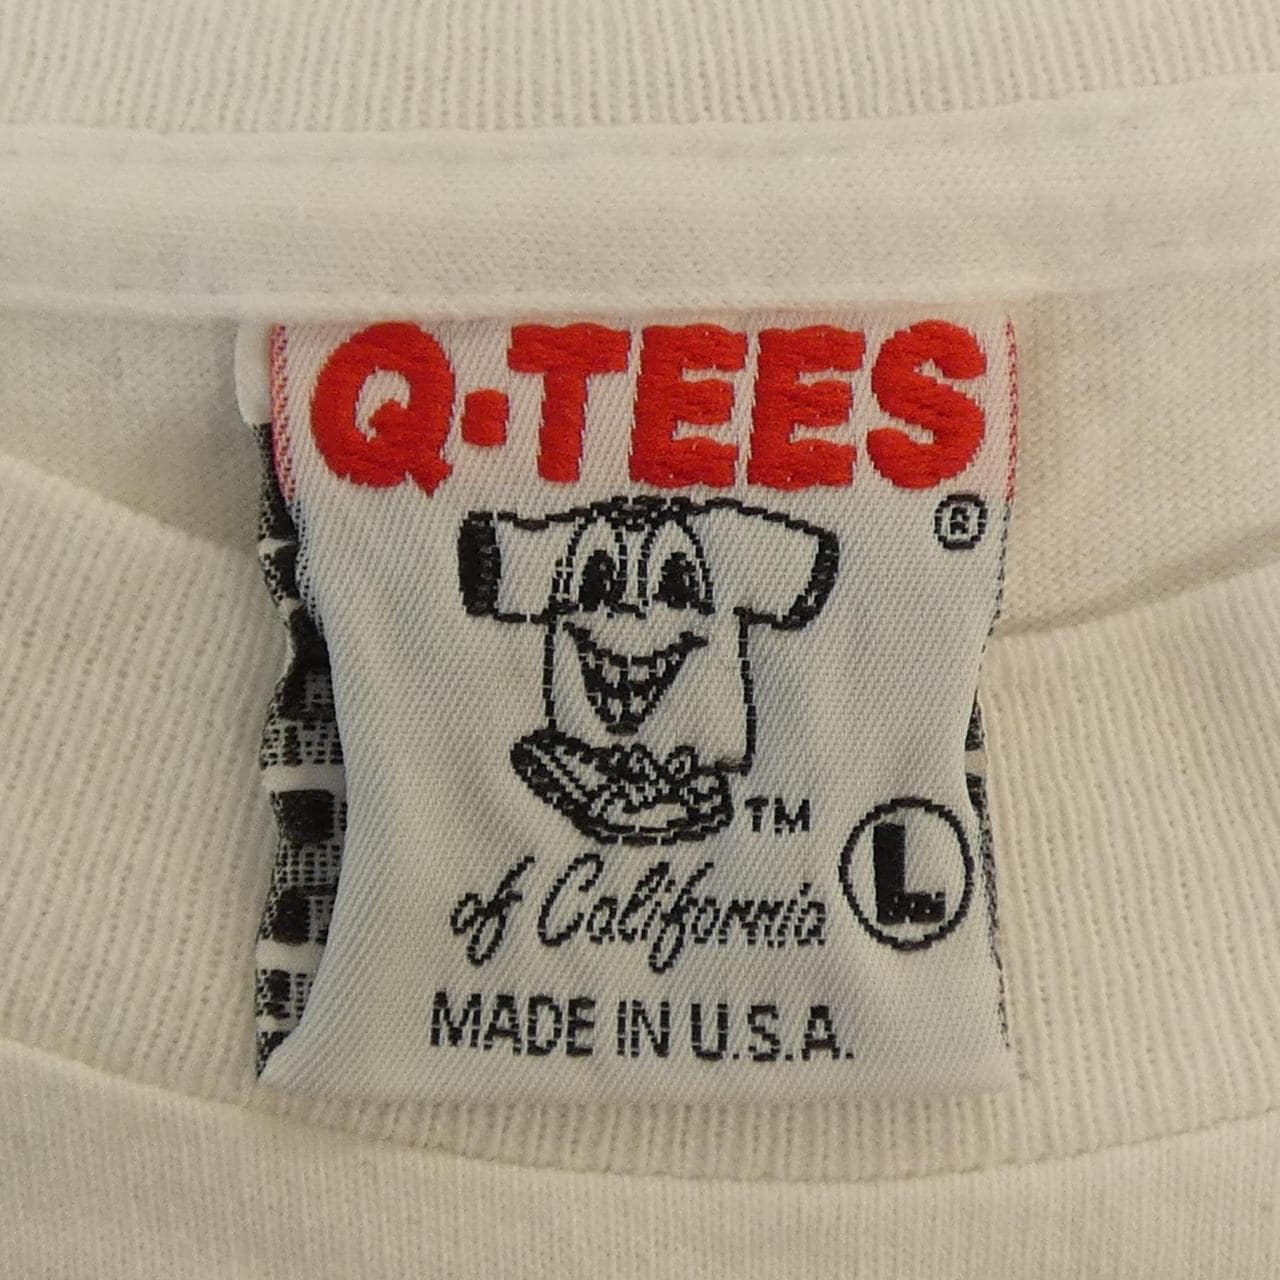 Q·TEES
®
TM
L
of California
MADE IN U.S.A.